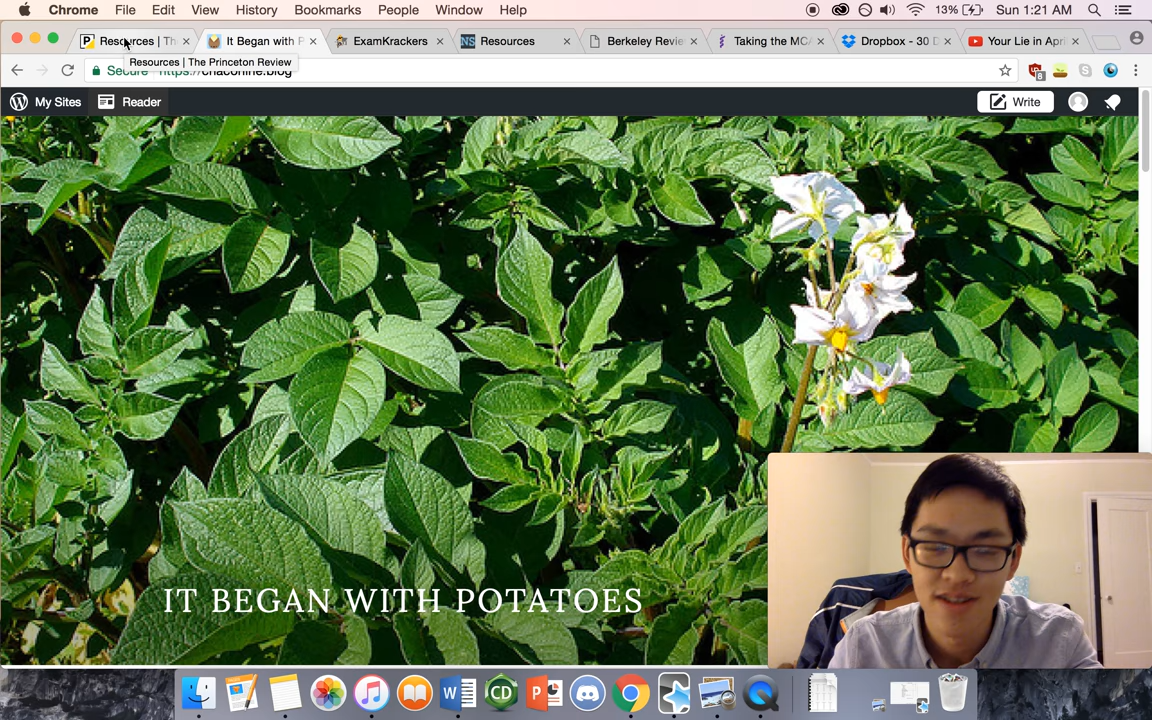 Chrome File Edit View History Bookmarks People Window Help 13% Sun 1:21 AM
Resources | Th It Began with P ExamKrackers Resources Berkeley Revie Taking the MCA Dropbox - 30 D Your Lie in Apri
Resources | The Princeton Review
Secure https://chaconine.blog
My Sites Reader Write
IT BEGAN WITH POTATOES